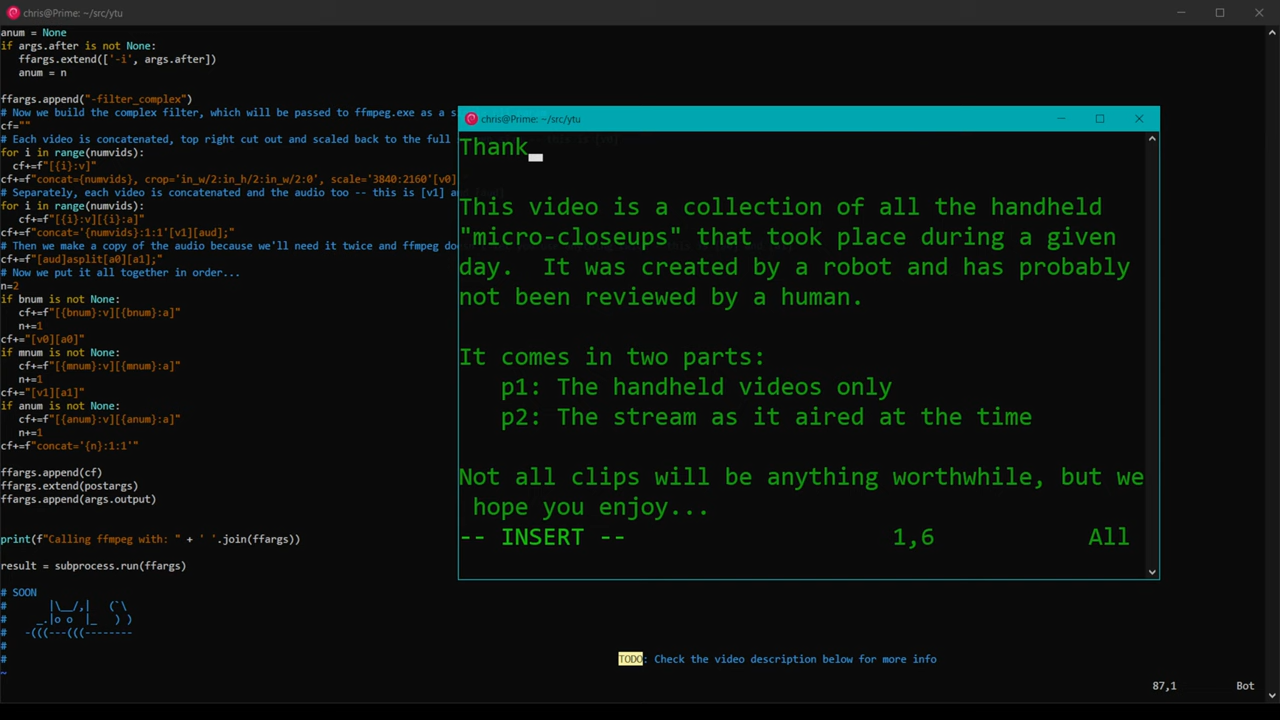 chris@Prime: ~/src/ytu
anum = None
if args.after is not None:
ffargs.extend(['-i', args.after])
anum = n
ffargs.append("-filter_complex")
# Now we build the complex filter, which will be passed to ffmpeg.exe as a s
cf=""
# Each video is concatenated, top right cut out and scaled back to the full
for i in range(numvids):
cf+=f"[{i}:v]"
cf+=f"concat={numvids}, crop='in_w/2:in_h/2:in_w/2:0', scale='3840:2160'[v0]
# Separately, each video is concatenated and the audio too -- this is [v1] a
for i in range(numvids):
cf+=f"[{i}:v][{i}:a]"
cf+=f"concat='{numvids}:1:1'[v1][aud];"
# Then we make a copy of the audio because we'll need it twice and ffmpeg do
cf+="[aud]asplit[a0][a1];"
# Now we put it all together in order...
n=2
if bnum is not None:
cf+=f"[{bnum}:v][{bnum}:a]"
n+=1
cf+="[v0][a0]"
if mnum is not None:
cf+=f"[{mnum}:v][{mnum}:a]"
n+=1
cf+="[v1][a1]"
if anum is not None:
cf+=f"[{anum}:v][{anum}:a]"
n+=1
cf+=f"concat='{n}:1:1'"
ffargs.append(cf)
ffargs.extend(postargs)
ffargs.append(args.output)
print(f"Calling ffmpeg with: " + ' '.join(ffargs))
result = subprocess.run(ffargs)
# SOON
#      |\__/,|   (`\
#    _.|o o  |_   ) )
#  -(((---(((--------
#
#
~
chris@Prime: ~/src/ytu
Thank
This video is a collection of all the handheld
"micro-closeups" that took place during a given
day.  It was created by a robot and has probably
not been reviewed by a human.
It comes in two parts:
p1: The handheld videos only
p2: The stream as it aired at the time
Not all clips will be anything worthwhile, but we
hope you enjoy...
-- INSERT -- 1,6 All
TODO: Check the video description below for more info
87,1 Bot